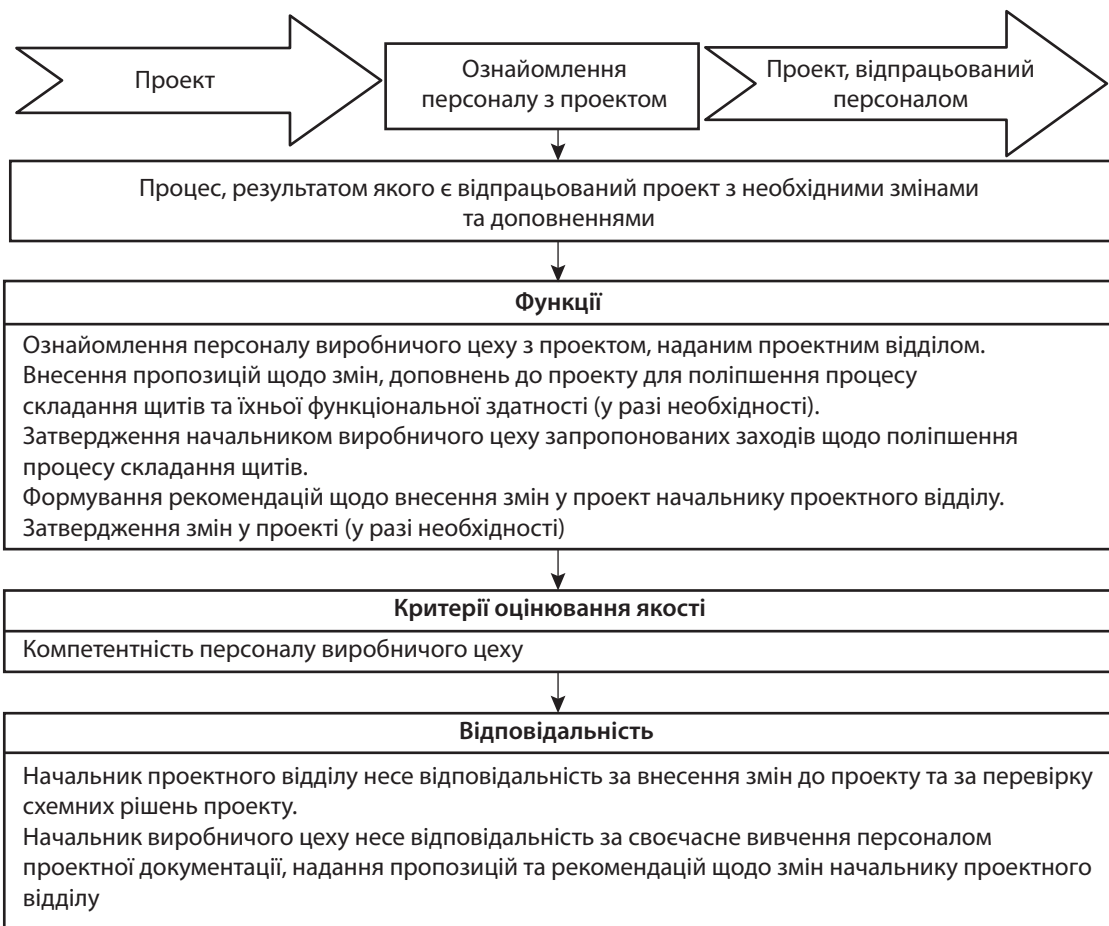 Проект
Ознайомлення
персоналу з проектом
Проект, відпрацьований
персоналом
Процес, результатом якого є відпрацьований проект з необхідними змінами
та доповненнями
Функції
Ознайомлення персоналу виробничого цеху з проектом, наданим проектним відділом.
Внесення пропозицій щодо змін, доповнень до проекту для поліпшення процесу
складання щитів та їхньої функціональної здатності (у разі необхідності).
Затвердження начальником виробничого цеху запропонованих заходів щодо поліпшення
процесу складання щитів.
Формування рекомендацій щодо внесення змін у проект начальнику проектного відділу.
Затвердження змін у проекті (у разі необхідності)
Критерії оцінювання якості
Компетентність персоналу виробничого цеху
Відповідальність
Начальник проектного відділу несе відповідальність за внесення змін до проекту та за перевірку
схемних рішень проекту.
Начальник виробничого цеху несе відповідальність за своєчасне вивчення персоналом
проектної документації, надання пропозицій та рекомендацій щодо змін начальнику проектного
відділу